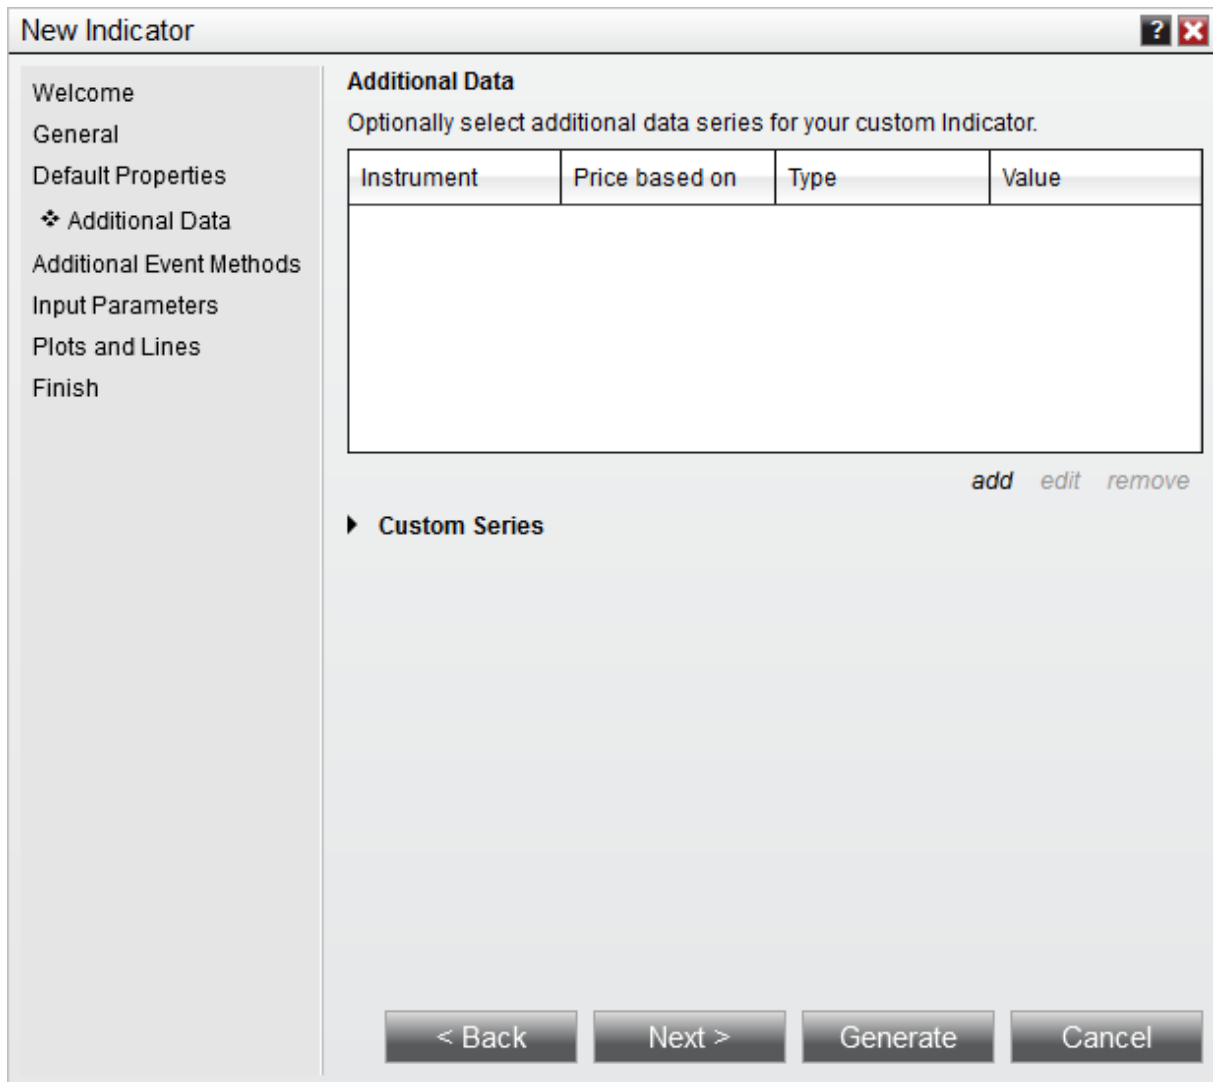 New Indicator
?
Welcome
General
Default Properties
Additional Data
Additional Event Methods
Input Parameters
Plots and Lines
Finish
Additional Data
Optionally select additional data series for your custom Indicator.
Instrument Price based on Type Value
add edit remove
Custom Series
< Back Next > Generate Cancel